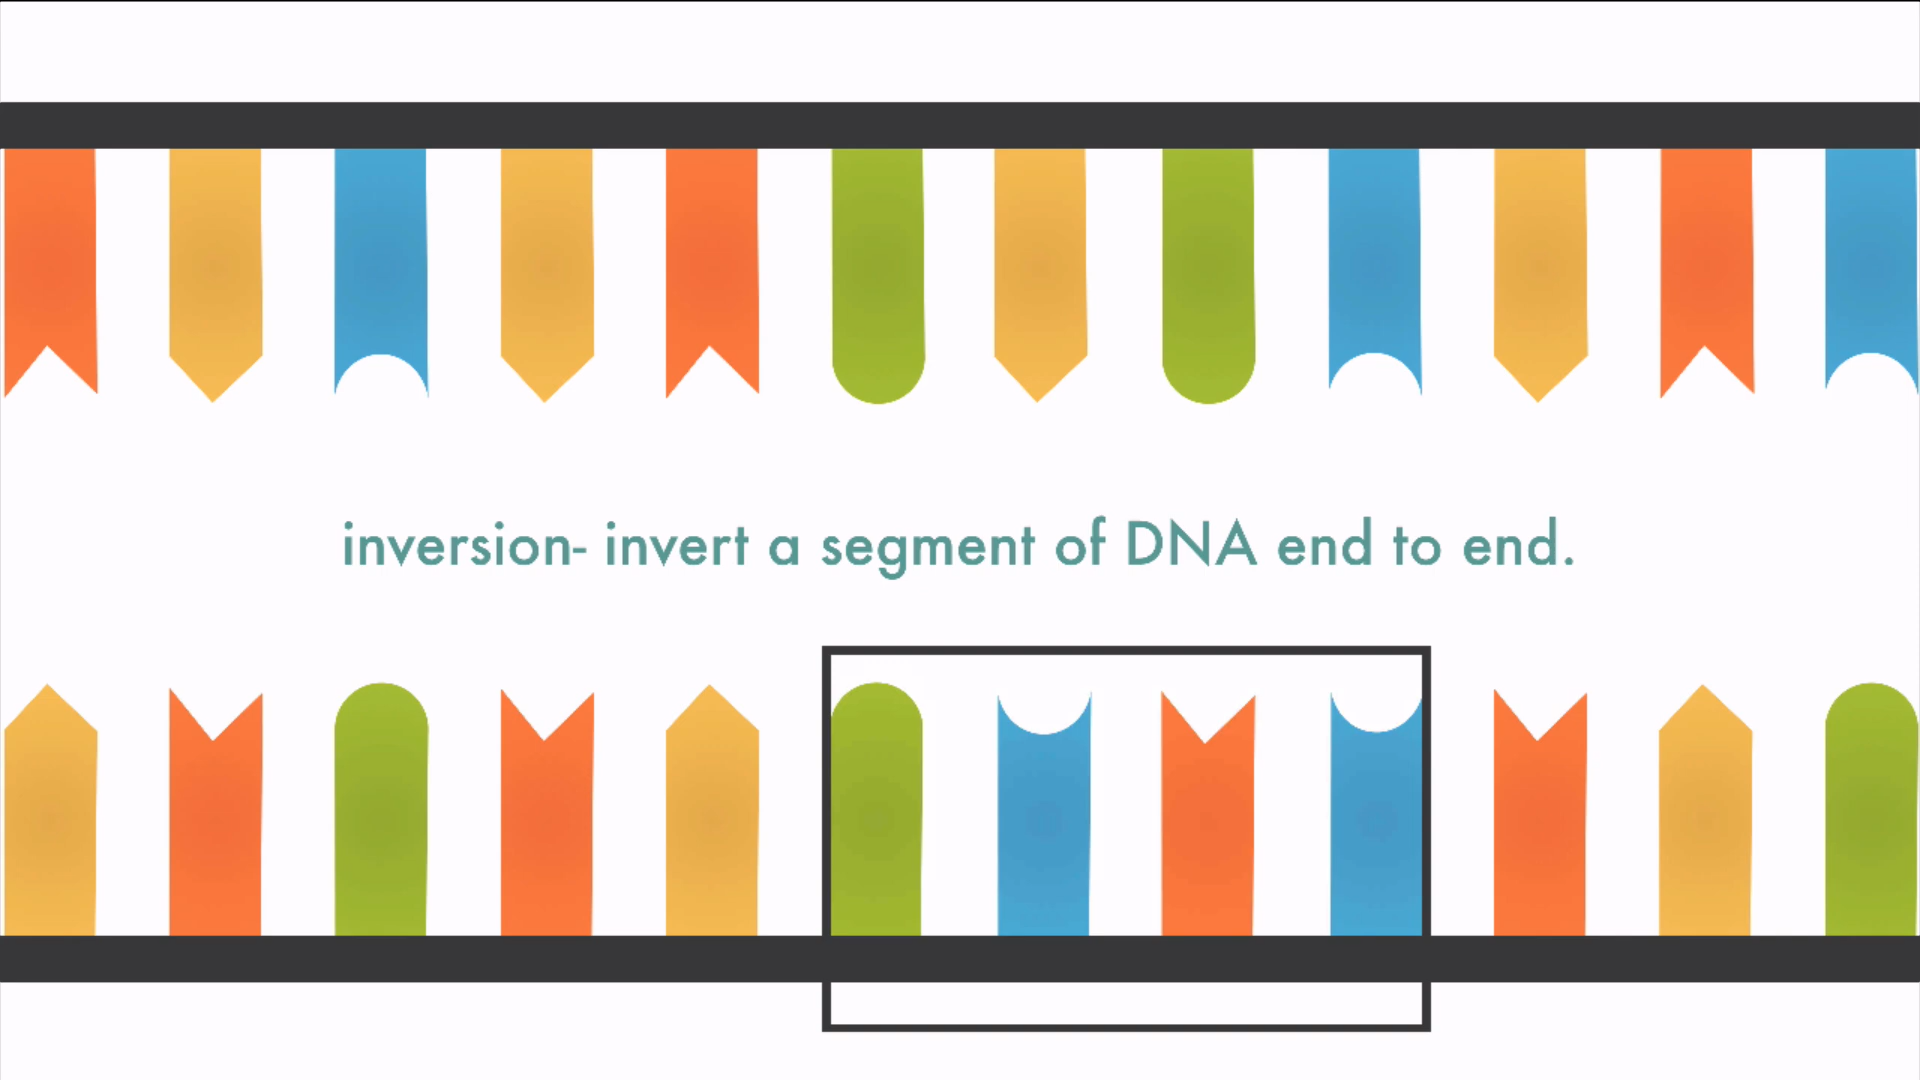 inversion- invert a segment of DNA end to end.